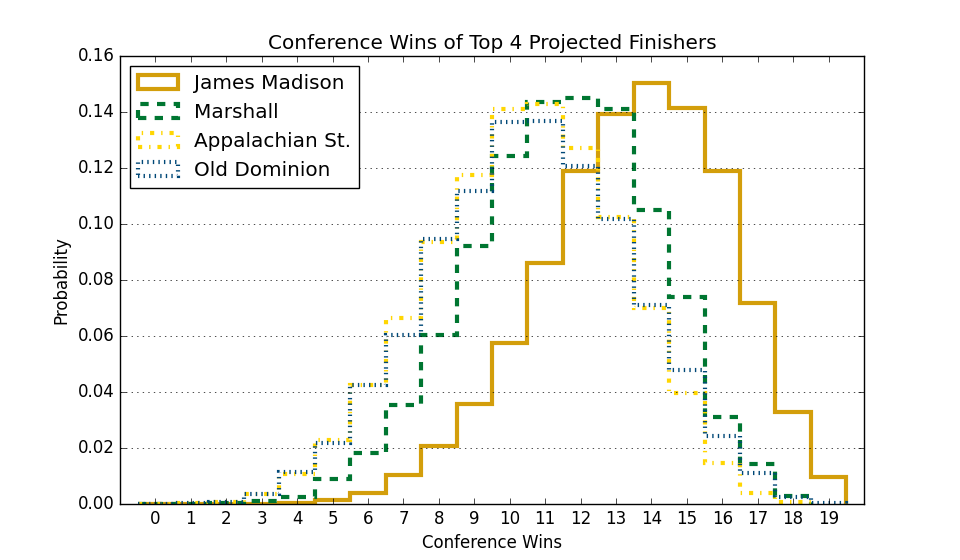 Conference Wins of Top 4 Projected Finishers
James Madison
Marshall
Appalachian St.
Old Dominion
0.16
0.14
0.12
0.10
0.08
0.06
0.04
0.02
0.00
Probability
0 1 2 3 4 5 6 7 8 9 10 11 12 13 14 15 16 17 18 19
Conference Wins